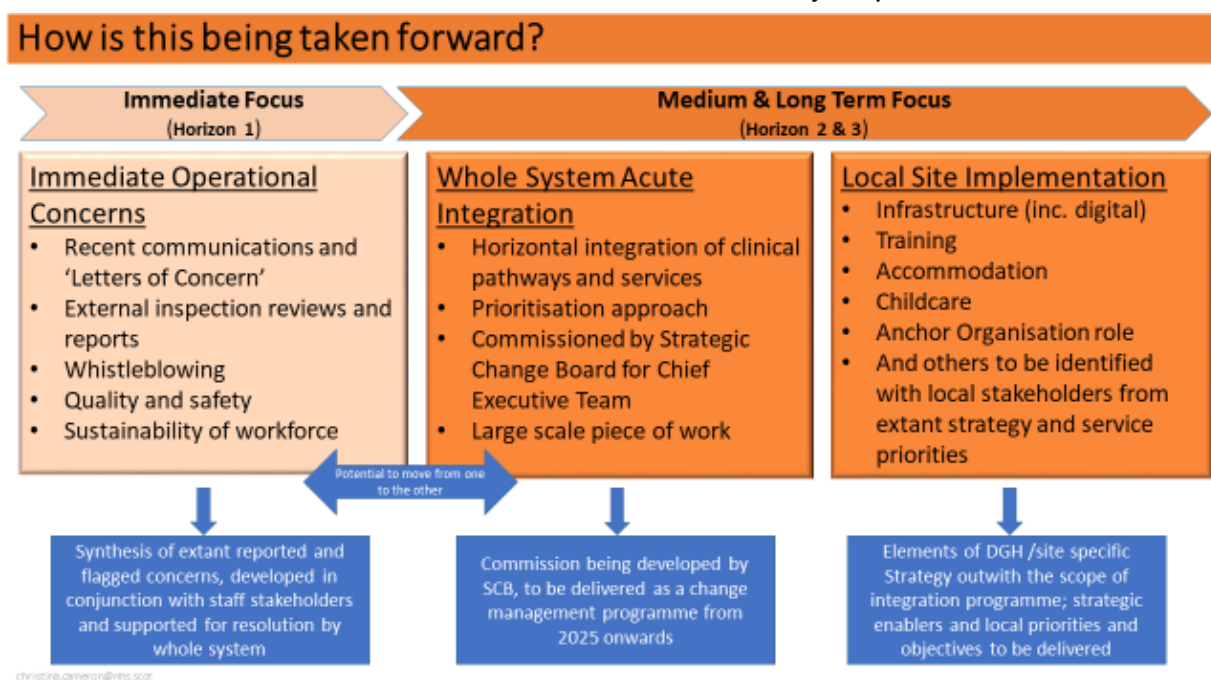 How is this being taken forward?
Immediate Focus
(Horizon 1)
Medium & Long Term Focus
(Horizon 2 & 3)
Immediate Operational
Concerns
• Recent communications and
'Letters of Concern'
• External inspection reviews and
reports
• Whistleblowing
• Quality and safety
• Sustainability of workforce
Whole System Acute
Integration
• Horizontal integration of clinical
pathways and services
• Prioritisation approach
• Commissioned by Strategic
Change Board for Chief
Executive Team
• Large scale piece of work
Local Site Implementation
• Infrastructure (inc. digital)
• Training
• Accommodation
• Childcare
• Anchor Organisation role
• And others to be identified
with local stakeholders from
extant strategy and service
priorities
Potential to move from one
to the other
Synthesis of extant reported and
flagged concerns, developed in
conjunction with staff stakeholders
and supported for resolution by
whole system
Commission being developed by
SCB, to be delivered as a change
management programme from
2025 onwards
Elements of DGH /site specific
Strategy outwith the scope of
integration programme; strategic
enablers and local priorities and
objectives to be delivered
christina.cameron@nhs.scot